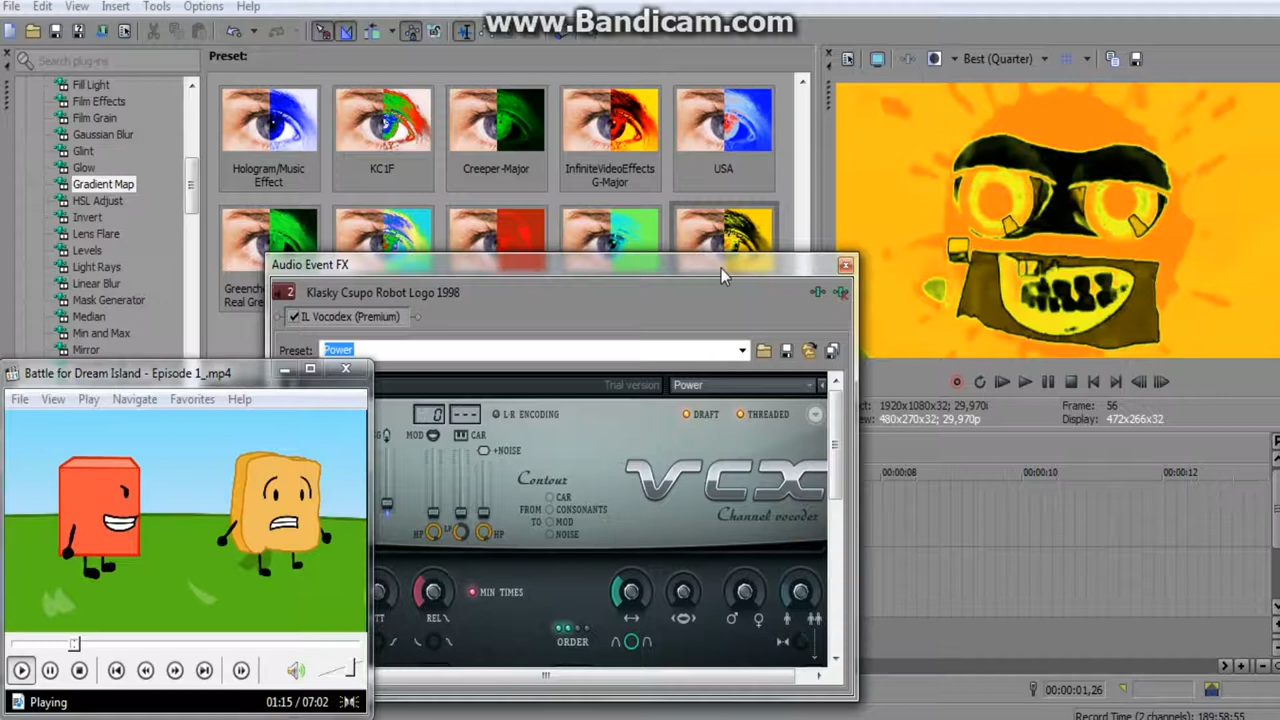 File Edit View Insert Tools Options Help
www.Bandicam.com
Search plug-ins
Preset:
Best (Quarter)
Fill Light
Film Effects
Film Grain
Gaussian Blur
Glint
Glow
Gradient Map
HSL Adjust
Invert
Lens Flare
Levels
Light Rays
Linear Blur
Mask Generator
Median
Min and Max
Mirror
Hologram/Music
Effect
KC1F
Creeper-Major
InfiniteVideoEffects
G-Major
USA
Real Gre
Audio Event FX
2 Klasky Csupo Robot Logo 1998
IL Vocodex (Premium)
Preset: Power
Trial version Power
0 --- L-R ENCODING DRAFT THREADED
MOD CAR
+NOISE
Contour
CAR
FROM CONSONANTS
TO MOD
NOISE
HP LP HP
VCX
Channel vocoder
REL MIN TIMES
ORDER
Battle for Dream Island - Episode 1_.mp4
File View Play Navigate Favorites Help
Playing 01:15 / 07:02
1920x1080x32; 29,970i
480x270x32; 29,970p
Frame: 56
Display: 472x266x32
00:00:08 00:00:10 00:00:12
00:00:01,26
Record Time (2 channels): 189:58:55